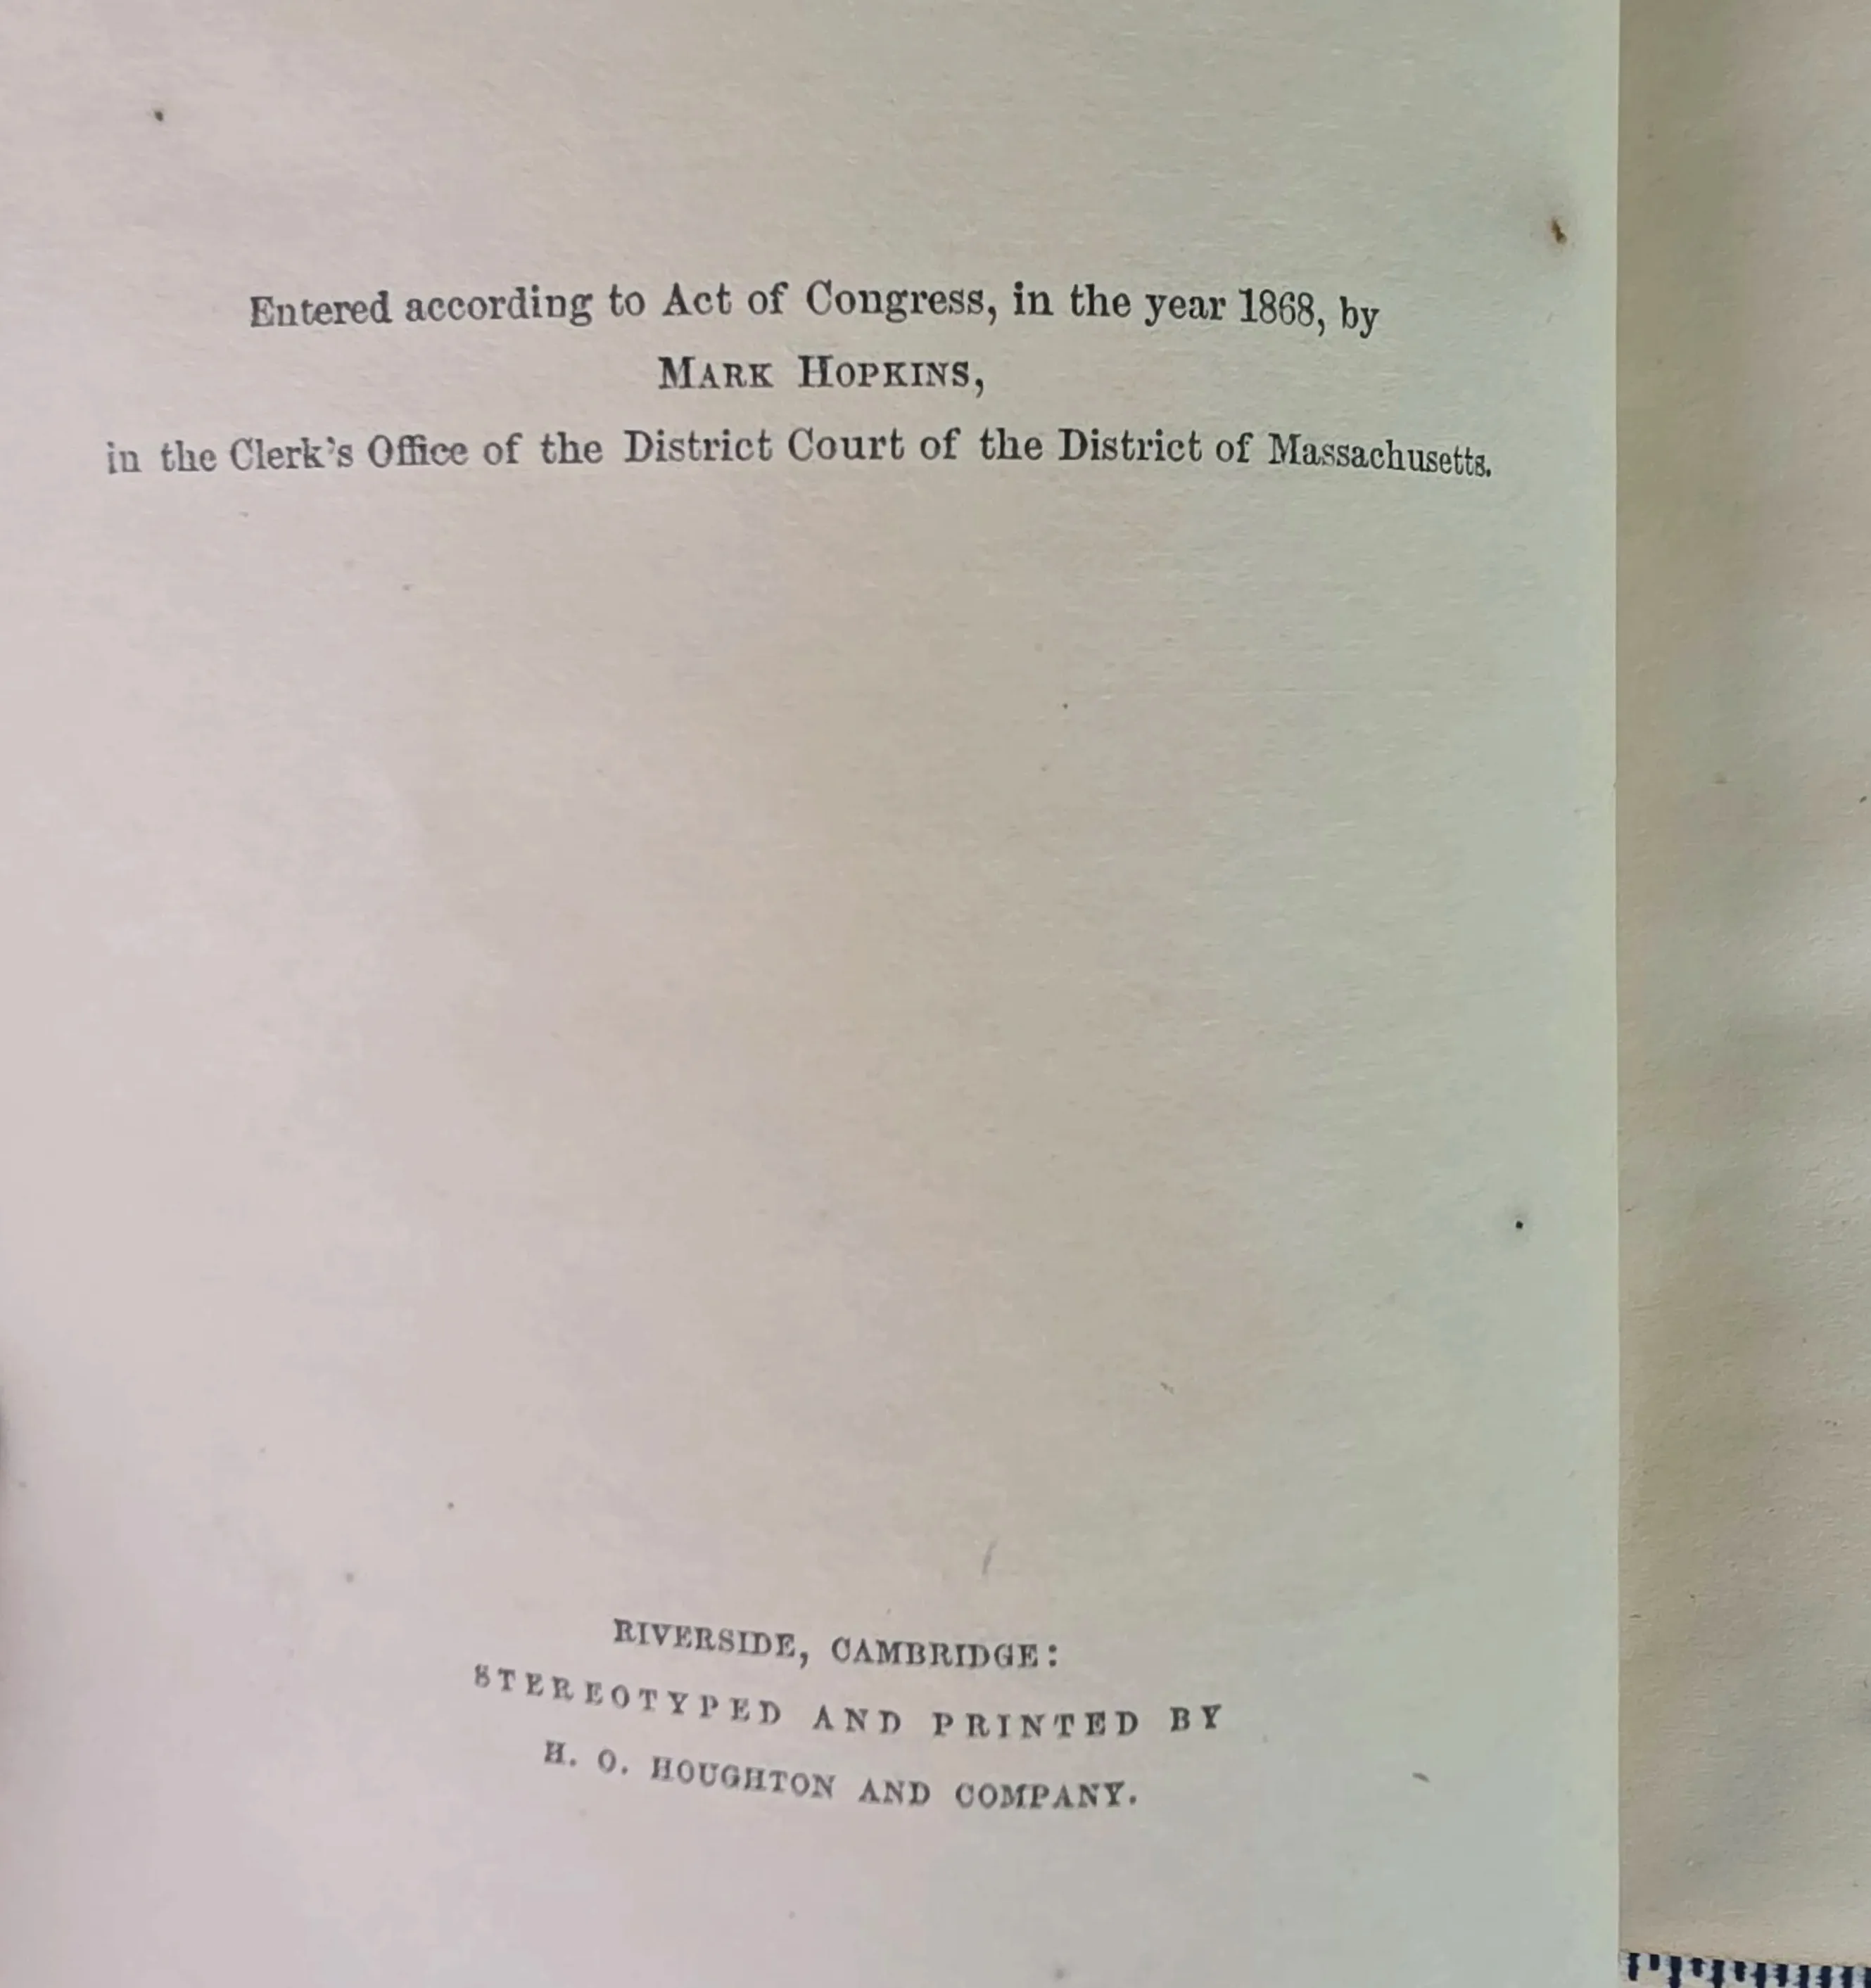 Entered according to Act of Congress, in the year 1868, by
MARK HOPKINS,
in the Clerk's Office of the District Court of the District of Massachusetts.
RIVERSIDE, CAMBRIDGE:
STEREOTYPED AND PRINTED BY
H. O. HOUGHTON AND COMPANY.